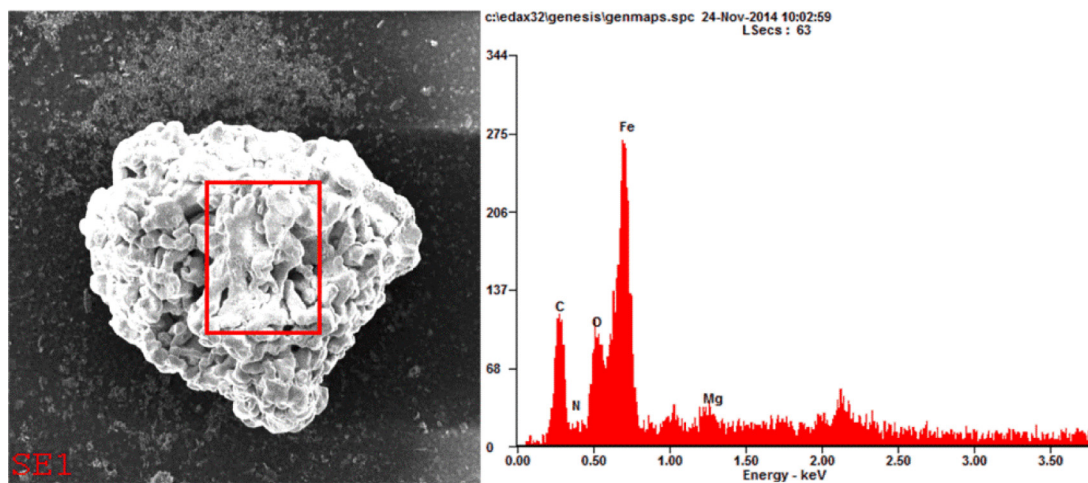 c:\edax32\genesis\genmaps.spc 24-Nov-2014 10:02:59
LSecs : 63
344
275
206
137
68
0
Fe
C
O
N
Mg
0.00 0.50 1.00 1.50 2.00 2.50 3.00 3.50
Energy - keV
SE1